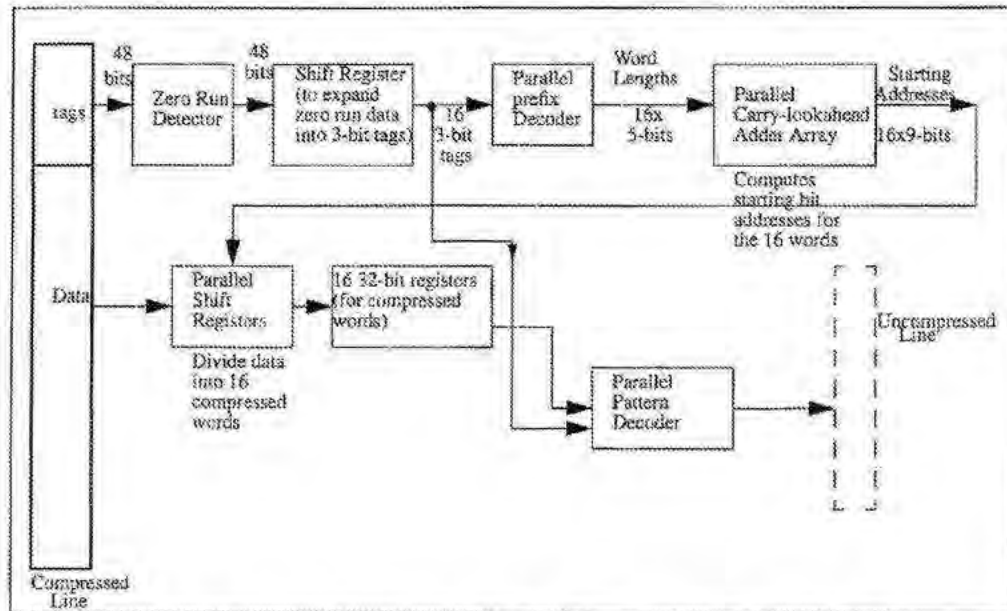 48
bits
48
bits
Shift Register
(to expand
zero run data
into 3-bit tags)
Zero Run
Detector
tags
16
3-bit
tags
Parallel
prefix
Decoder
Word
Lengths
16x
5-bits
Parallel
Carry-lookahead
Adder Array
Starting
Addresses
16x9-bits
Computes
starting bit
addresses for
the 16 words
Data
Parallel
Shift
Registers
Divide data
into 16
compressed
words
16 32-bit registers
(for compressed
words)
Parallel
Pattern
Decoder
Uncompressed
Line
Compressed
Line